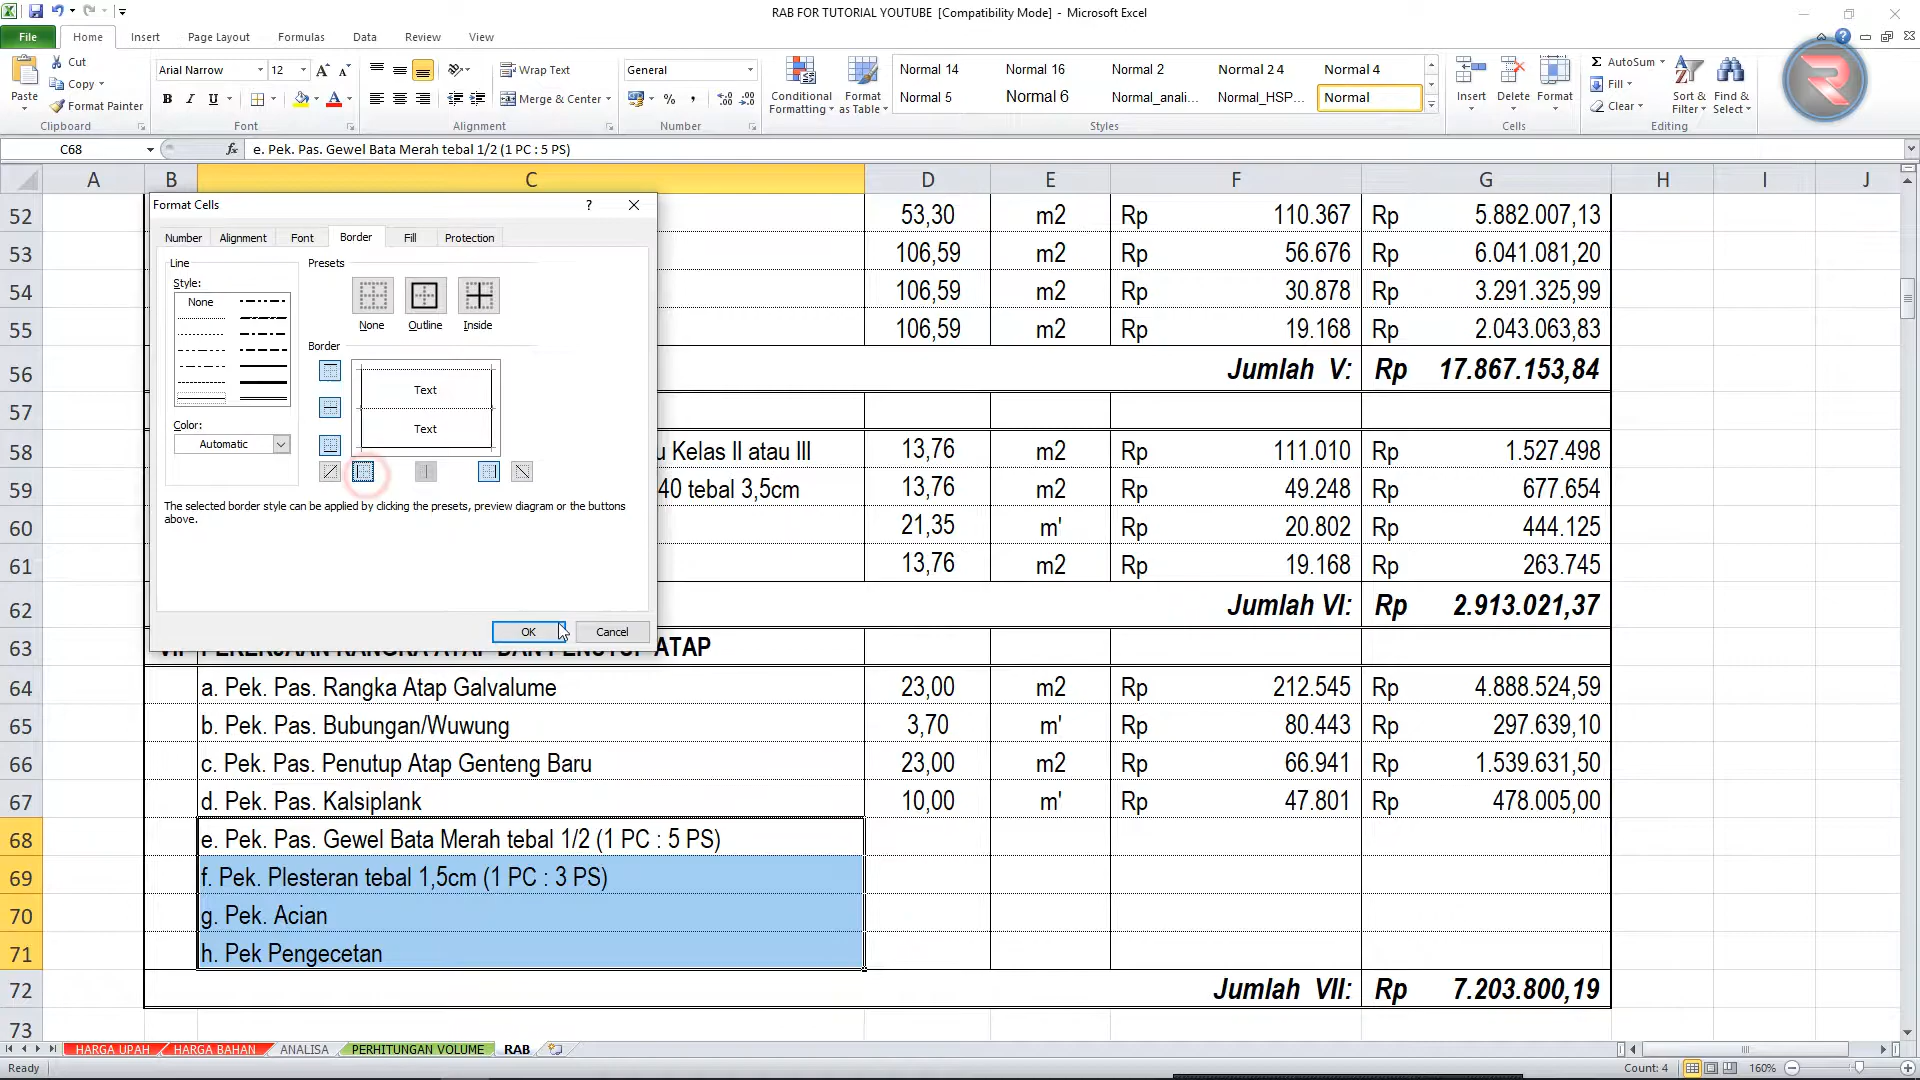 RAB FOR TUTORIAL YOUTUBE [Compatibility Mode] - Microsoft Excel
File Home Insert Page Layout Formulas Data Review View
Paste
Cut
Copy
Format Painter
Clipboard
Arial Narrow 12
B I U
Font
Wrap Text
Merge & Center
Alignment
General
%
Number
Conditional Formatting
Format as Table
Normal 14 Normal 16 Normal 2 Normal 2 4 Normal 4
Normal 5 Normal 6 Normal_anali... Normal_HSP... Normal
Styles
Insert Delete Format
Cells
AutoSum
Fill
Clear
Sort & Filter
Find & Select
Editing
C68 fx e. Pek. Pas. Gewel Bata Merah tebal 1/2 (1 PC : 5 PS)
A B C D E F G H I J
Format Cells
Number Alignment Font Border Fill Protection
Line
Style:
None
Color:
Automatic
Presets
None Outline Inside
Border
Text
Text
The selected border style can be applied by clicking the presets, preview diagram or the buttons
above.
OK Cancel
52 53,30 m2 Rp 110.367 Rp 5.882.007,13
53 106,59 m2 Rp 56.676 Rp 6.041.081,20
54 106,59 m2 Rp 30.878 Rp 3.291.325,99
55 106,59 m2 Rp 19.168 Rp 2.043.063,83
56 Jumlah V: Rp 17.867.153,84
57
58 u Kelas II atau III 13,76 m2 Rp 111.010 Rp 1.527.498
59 40 tebal 3,5cm 13,76 m2 Rp 49.248 Rp 677.654
60 21,35 m' Rp 20.802 Rp 444.125
61 13,76 m2 Rp 19.168 Rp 263.745
62 Jumlah VI: Rp 2.913.021,37
63 VII PEKERJAAN RANGKA ATAP DAN PENUTUP ATAP
64 a. Pek. Pas. Rangka Atap Galvalume 23,00 m2 Rp 212.545 Rp 4.888.524,59
65 b. Pek. Pas. Bubungan/Wuwung 3,70 m' Rp 80.443 Rp 297.639,10
66 c. Pek. Pas. Penutup Atap Genteng Baru 23,00 m2 Rp 66.941 Rp 1.539.631,50
67 d. Pek. Pas. Kalsiplank 10,00 m' Rp 47.801 Rp 478.005,00
68 e. Pek. Pas. Gewel Bata Merah tebal 1/2 (1 PC : 5 PS)
69 f. Pek. Plesteran tebal 1,5cm (1 PC : 3 PS)
70 g. Pek. Acian
71 h. Pek Pengecetan
72 Jumlah VII: Rp 7.203.800,19
73
HARGA UPAH HARGA BAHAN ANALISA PERHITUNGAN VOLUME RAB
Ready Count: 4 160%